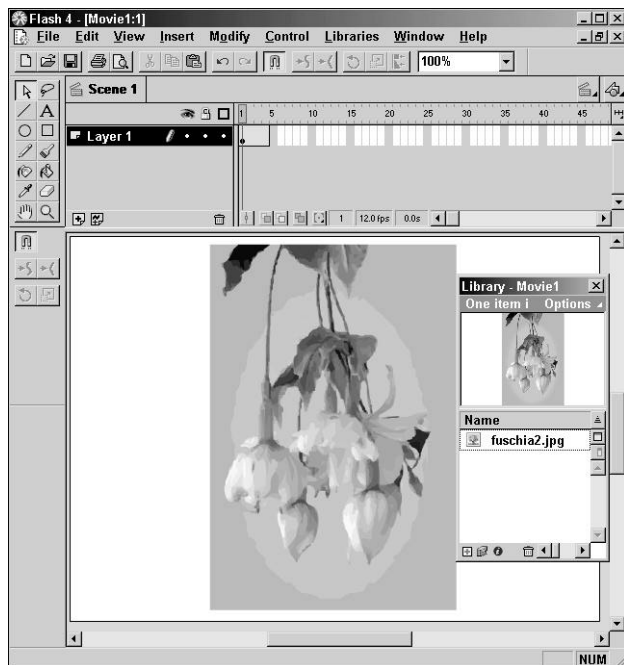 Flash 4 - [Movie1:1]
File Edit View Insert Modify Control Libraries Window Help
100%
Scene 1
1 5 10 15 20 25 30 35 40 45
Layer 1
1 12.0 fps 0.0s
Library - Movie1
One item i Options
Name
fuschia2.jpg
NUM